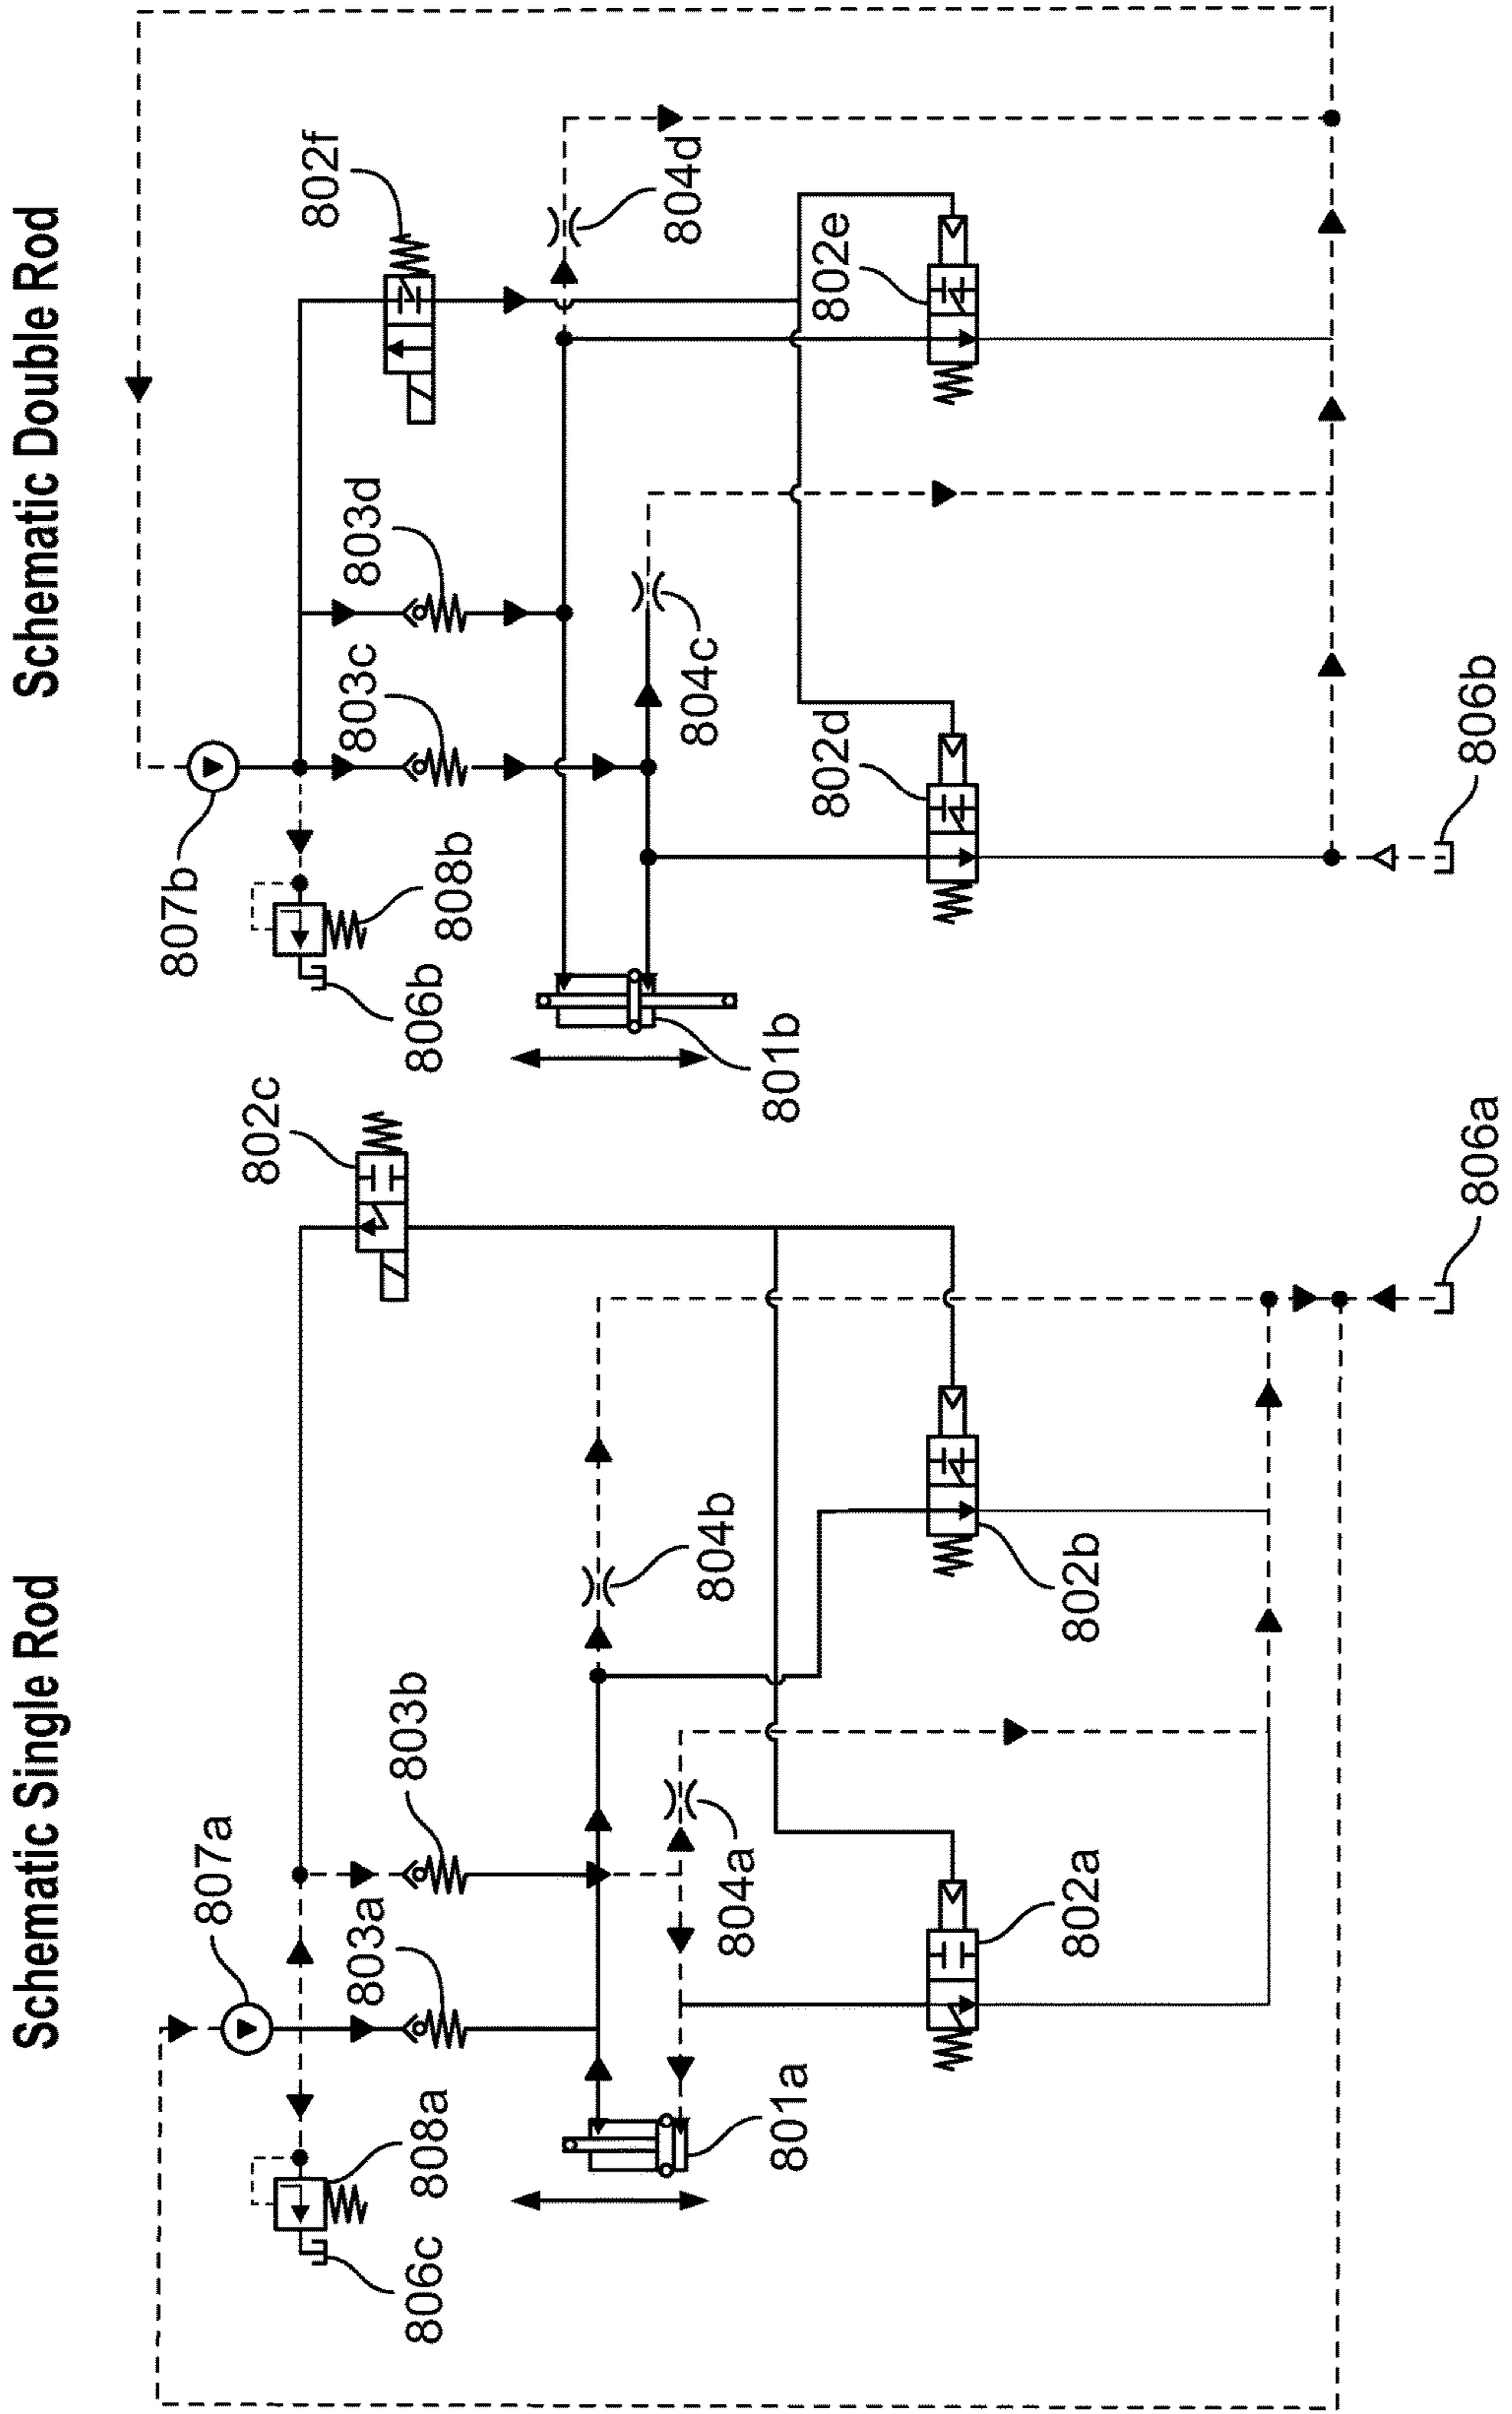 Schematic Single Rod
807a
803a
803b
802c
808a
806c
801a
804a
804b
802a
802b
806a
Schematic Double Rod
807b
803c
803d
802f
808b
806b
801b
804c
804d
802d
802e
806b